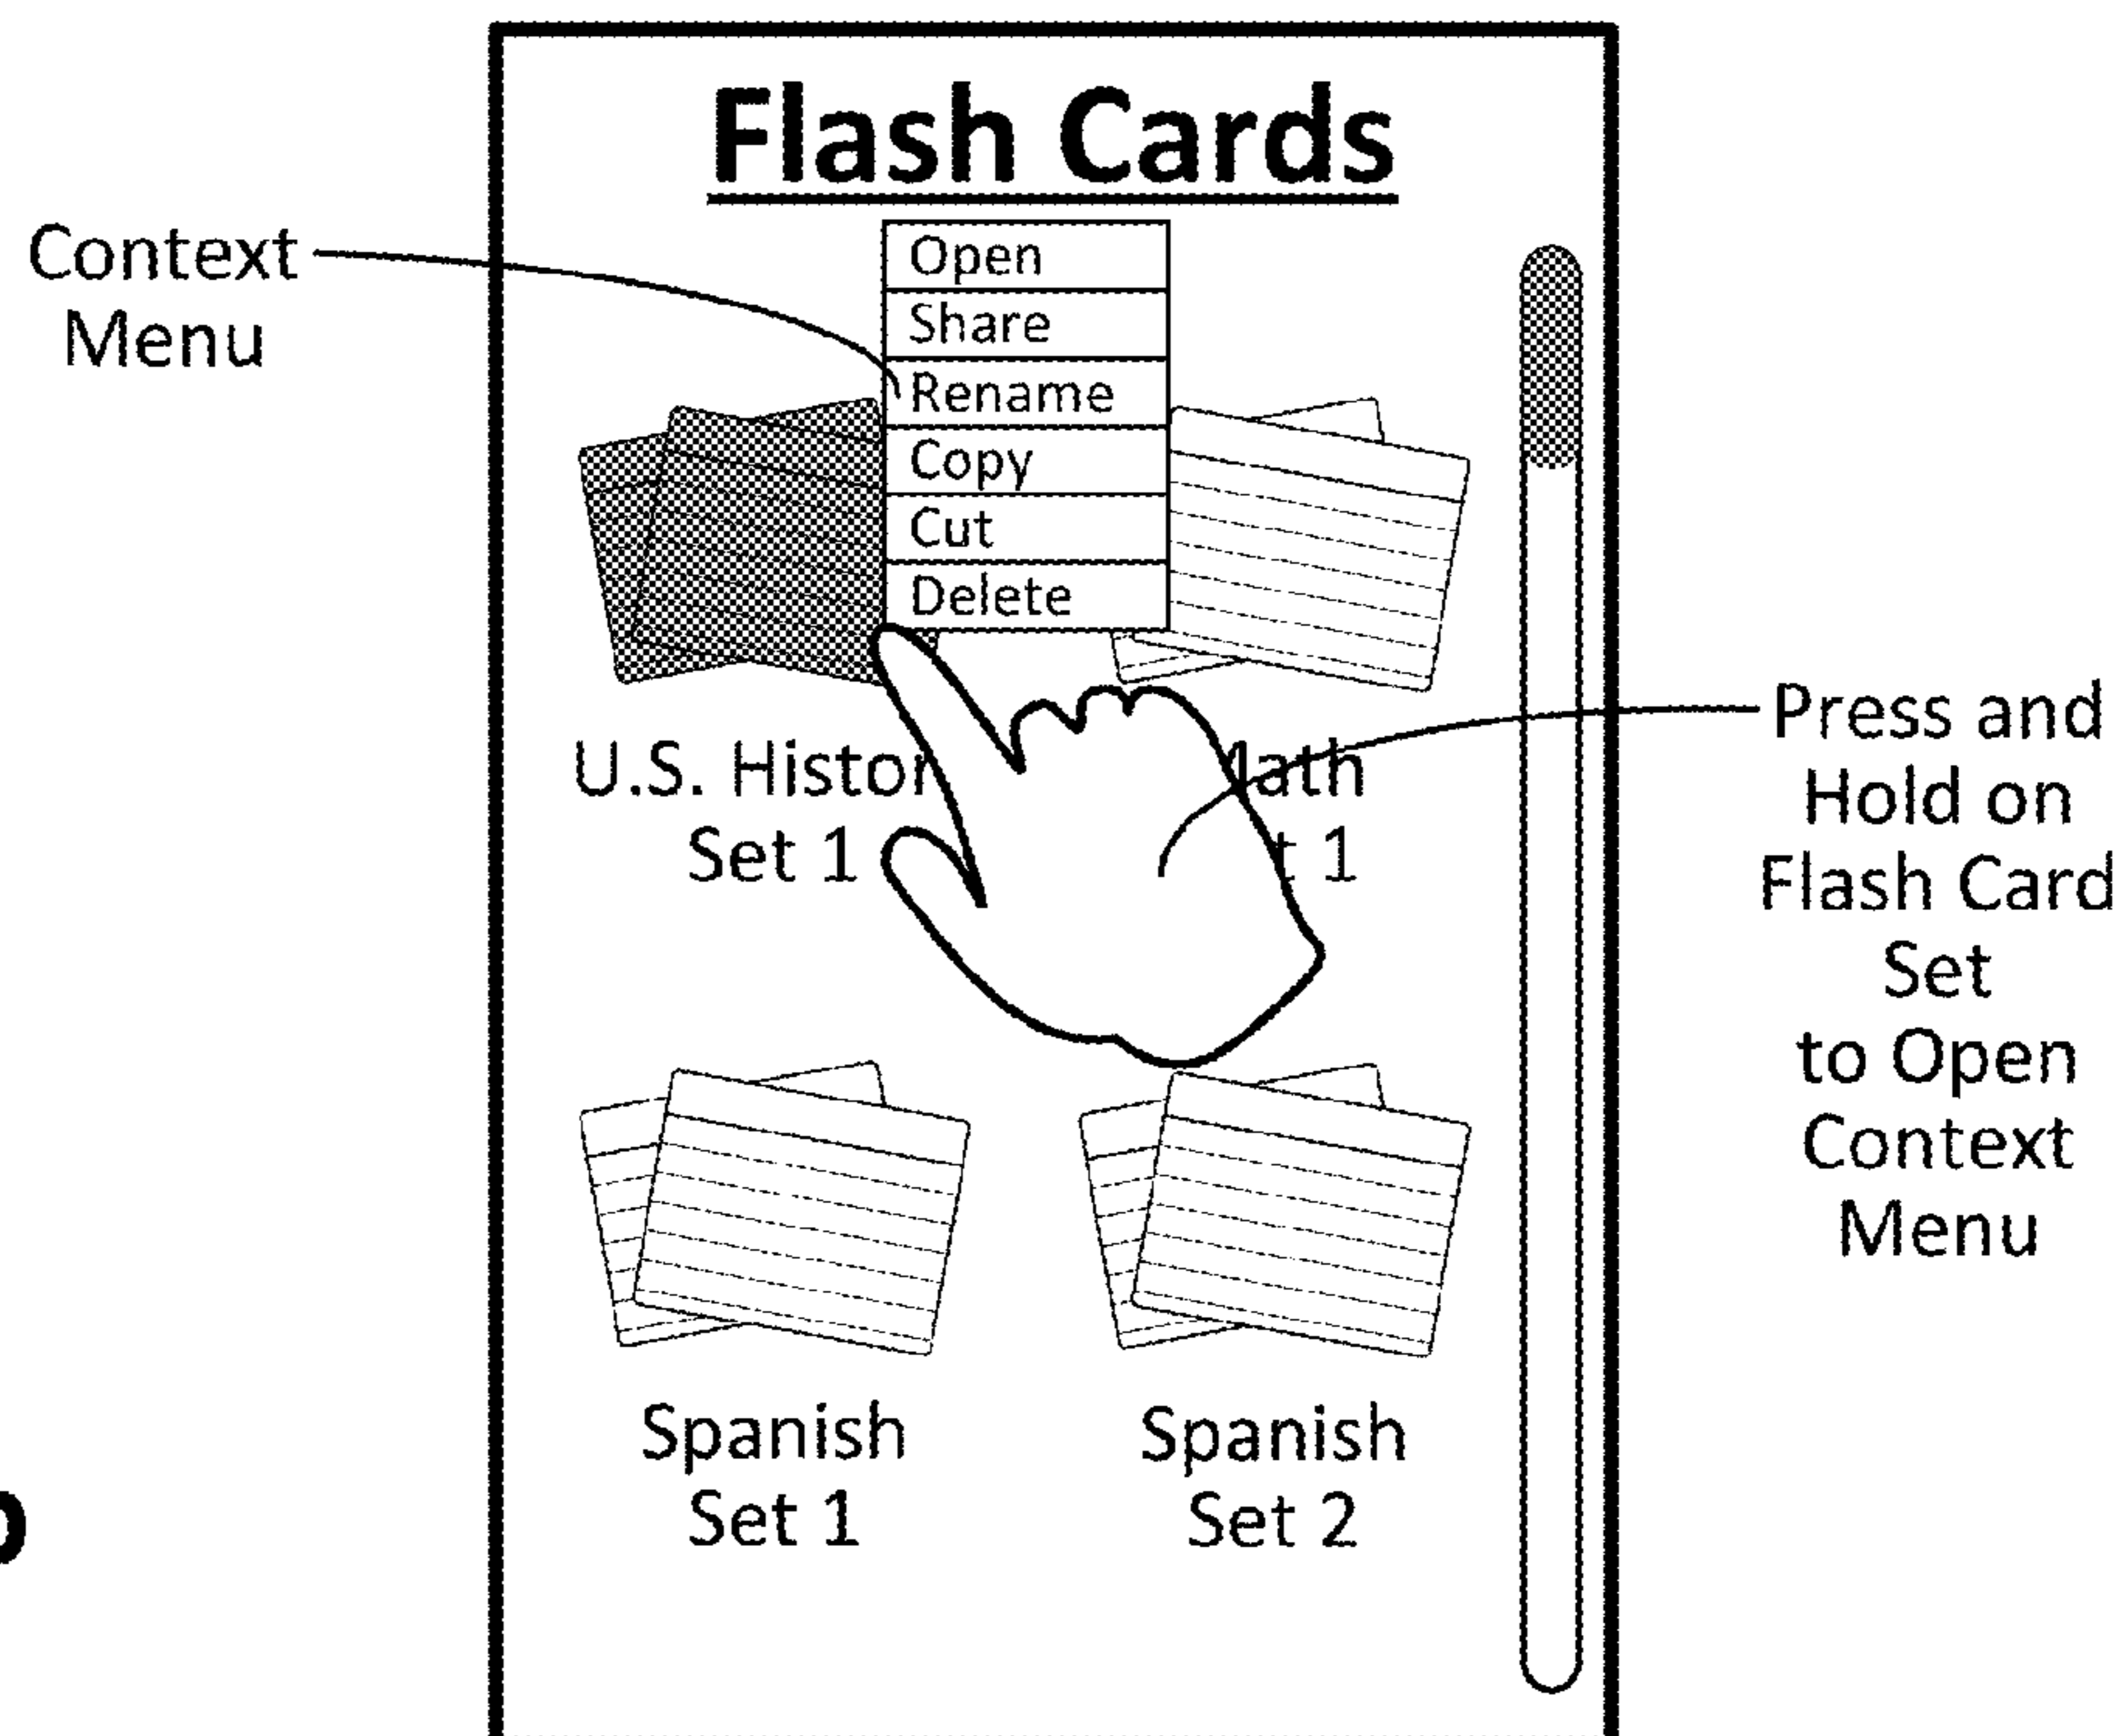 Flash Cards
Context
Menu
Open
Share
Rename
Copy
Cut
Delete
U.S. Histor
Set 1
ath
t 1
Press and
Hold on
Flash Card
Set
to Open
Context
Menu
Spanish
Set 1
Spanish
Set 2